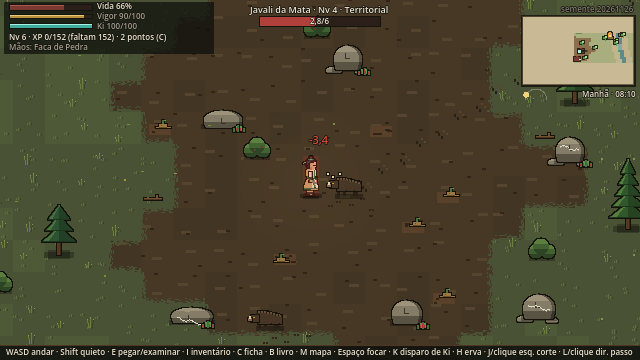 Vida 66%
Vigor 90/100
Ki 100/100
Nv 6 · XP 0/152 (faltam 152) · 2 pontos (C)
Mãos: Faca de Pedra
Javali da Mata · Nv 4 · Territorial
2,8/6
semente 20261126
Manhã · 08:10
-3.4
WASD andar · Shift quieto · E pegar/examinar · I inventário · C ficha · B livro · M mapa · Espaço focar · K disparo de Ki · H erva · J/clique esq. corte · L/clique dir. passo